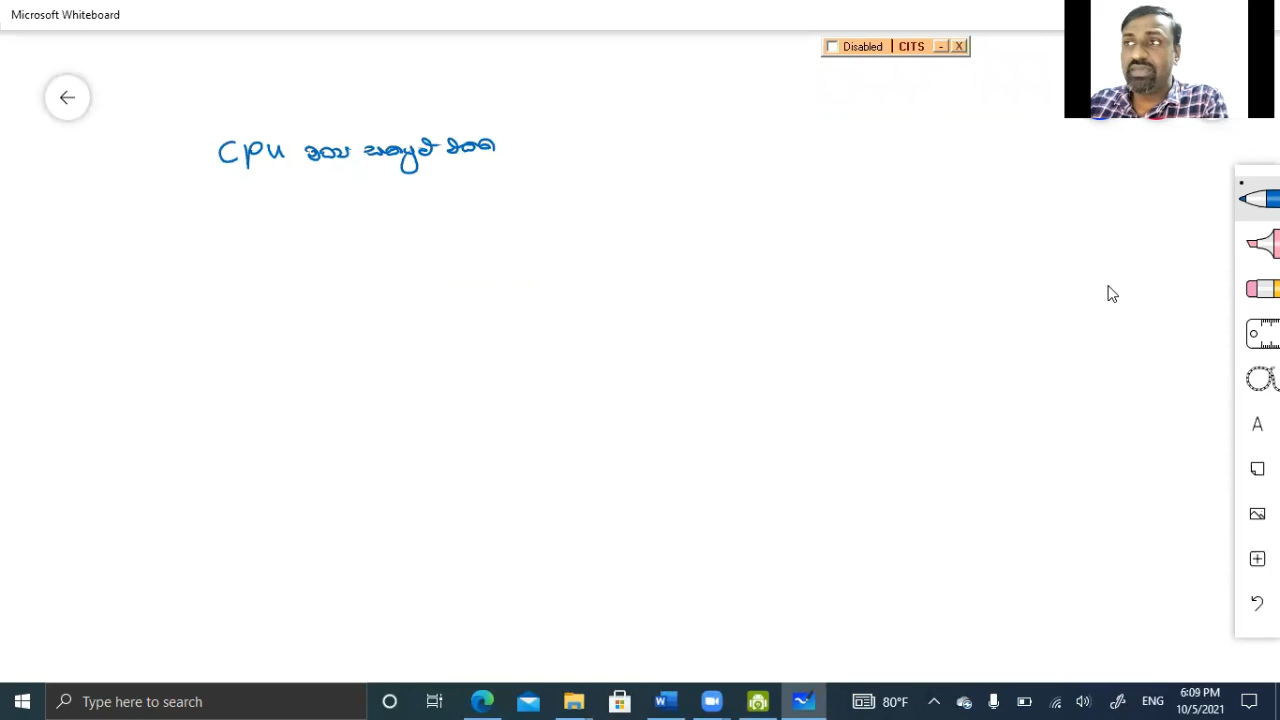 Microsoft Whiteboard
Disabled CITS - X
CPU
A
Type here to search
80°F
ENG
6:09 PM
10/5/2021